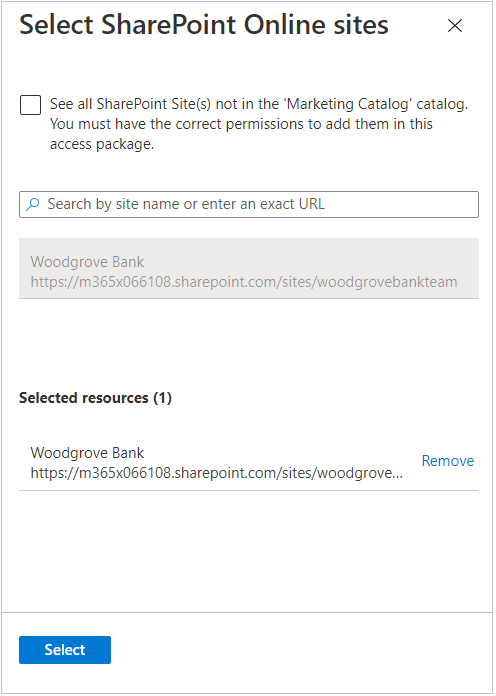 Select SharePoint Online sites
See all SharePoint Site(s) not in the 'Marketing Catalog' catalog.
You must have the correct permissions to add them in this
access package.
Search by site name or enter an exact URL
Woodgrove Bank
https://m365x066108.sharepoint.com/sites/woodgrovebankteam
Selected resources (1)
Woodgrove Bank
https://m365x066108.sharepoint.com/sites/woodgrove...
Remove
Select